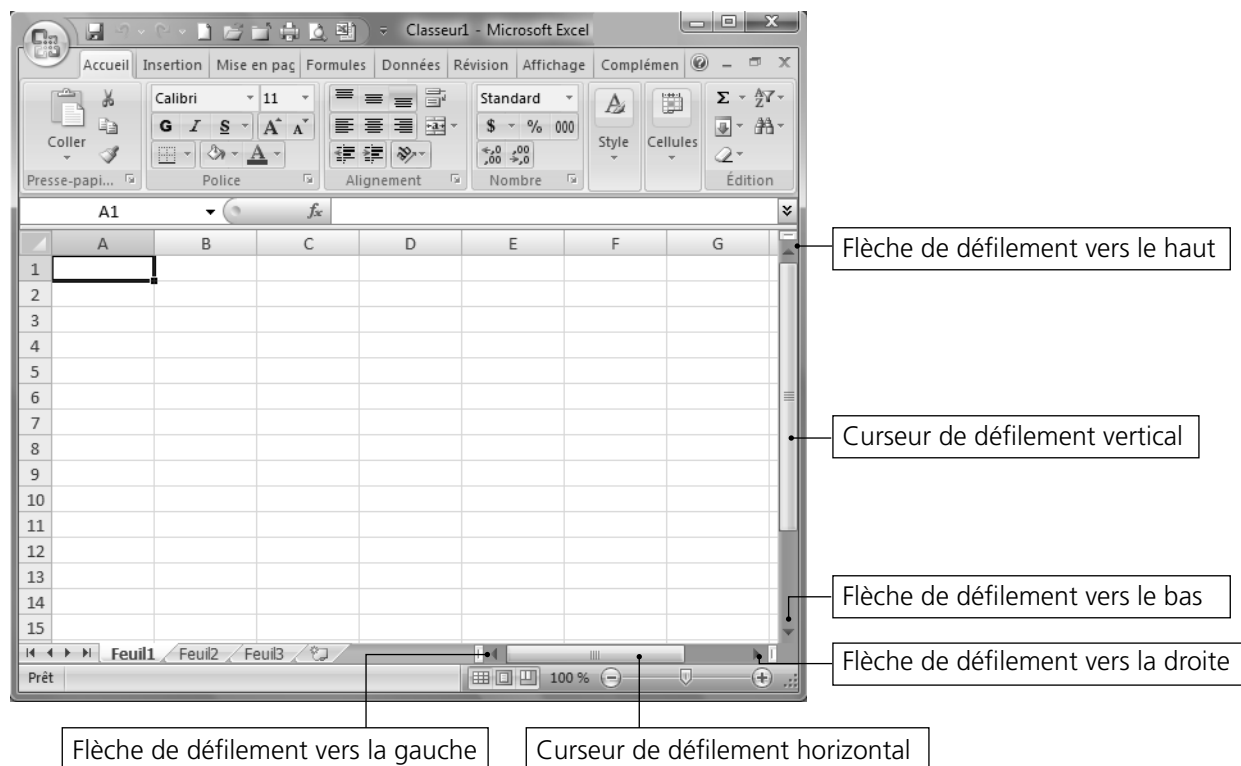 Classeur1 - Microsoft Excel
Accueil Insertion Mise en pag Formules Données Révision Affichage Complémen
Calibri 11 Standard Σ A Z
Coller G I S A A $ % 000 Style Cellules
A ,0 ,00 ,00 ,0
Presse-papi... Police Alignement Nombre Édition
A1 fx
A B C D E F G
Flèche de défilement vers le haut
1
2
3
4
5
6
7
Curseur de défilement vertical
8
9
10
11
12
13
Flèche de défilement vers le bas
14
15
Feuil1 Feuil2 Feuil3
Flèche de défilement vers la droite
Prêt 100 %
Flèche de défilement vers la gauche
Curseur de défilement horizontal